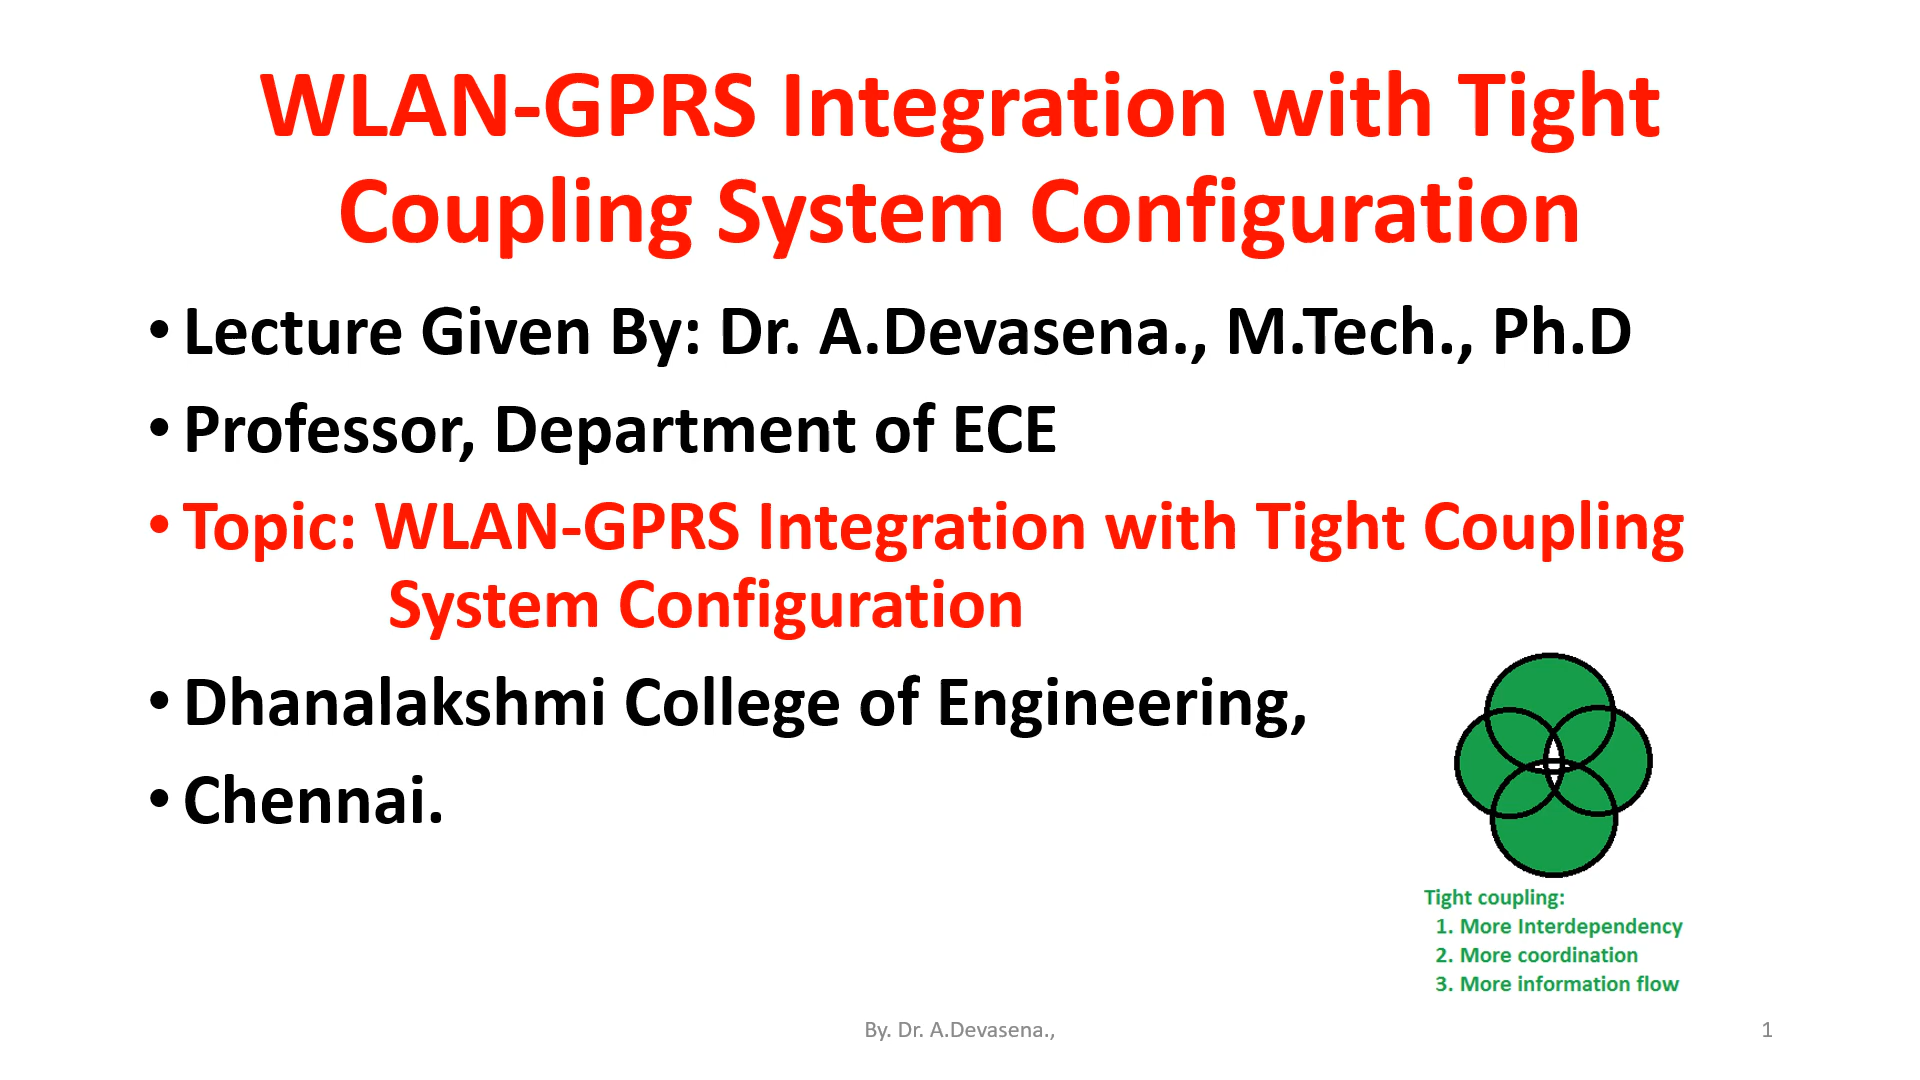 WLAN-GPRS Integration with Tight
Coupling System Configuration
• Lecture Given By: Dr. A.Devasena., M.Tech., Ph.D
• Professor, Department of ECE
• Topic: WLAN-GPRS Integration with Tight Coupling
System Configuration
• Dhanalakshmi College of Engineering,
• Chennai.
Tight coupling:
1. More Interdependency
2. More coordination
3. More information flow
By. Dr. A.Devasena.,
1